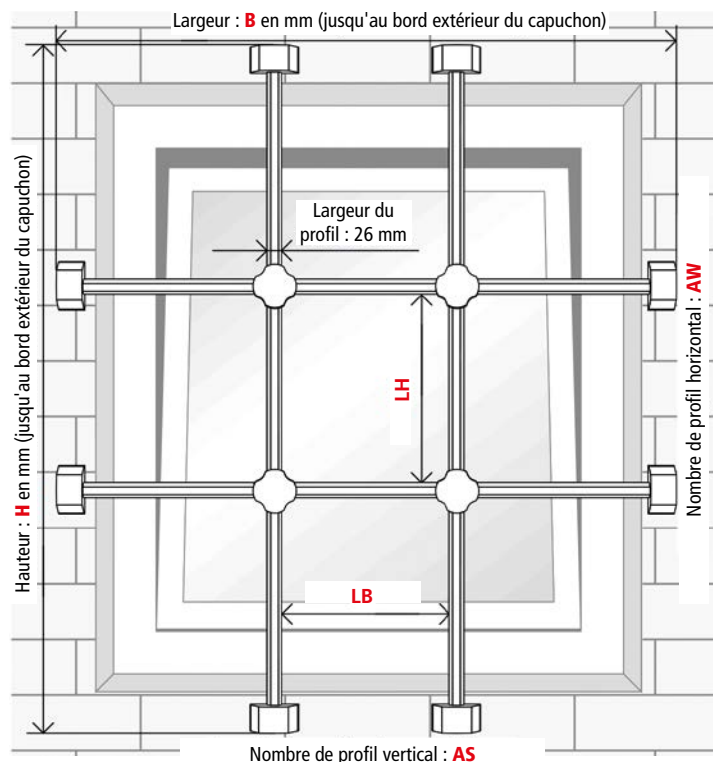 Largeur : B en mm (jusqu'au bord extérieur du capuchon)
Hauteur : H en mm (jusqu'au bord extérieur du capuchon)
Largeur du
profil : 26 mm
LH
LB
Nombre de profil horizontal : AW
Nombre de profil vertical : AS